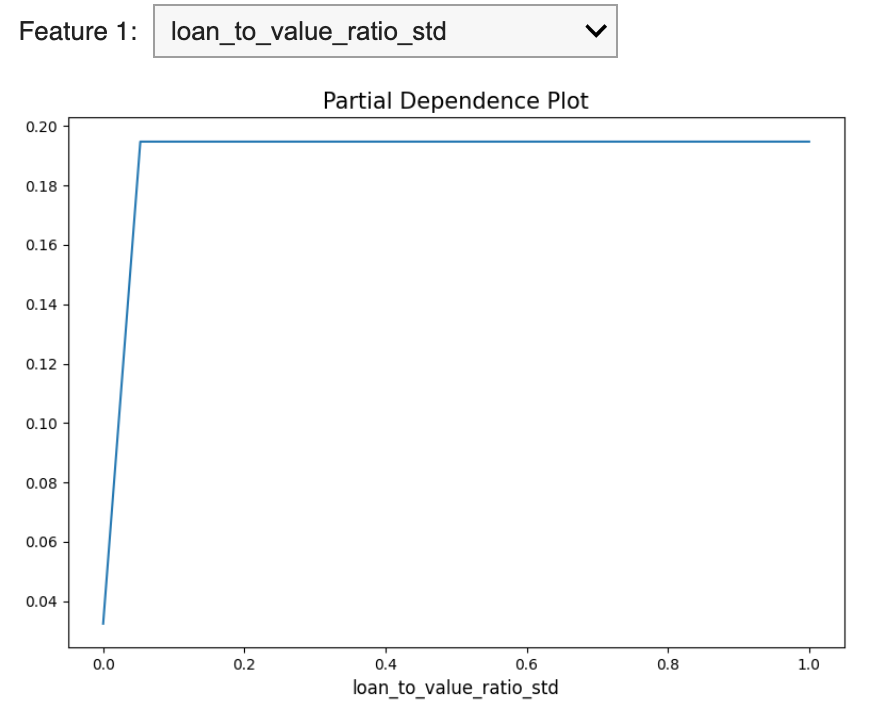 Feature 1: loan_to_value_ratio_std
Partial Dependence Plot
0.20
0.18
0.16
0.14
0.12
0.10
0.08
0.06
0.04
0.0 0.2 0.4 0.6 0.8 1.0
loan_to_value_ratio_std